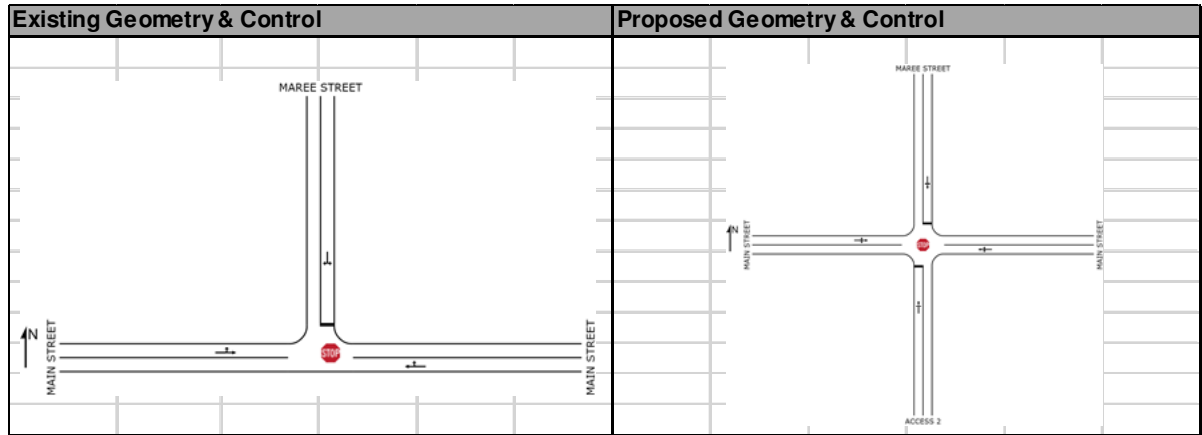 Existing Geometry & Control
Proposed Geometry & Control
MAREE STREET
N
MAIN STREET
STOP
MAIN STREET
MAREE STREET
N
MAIN STREET
STOP
MAIN STREET
ACCESS 2